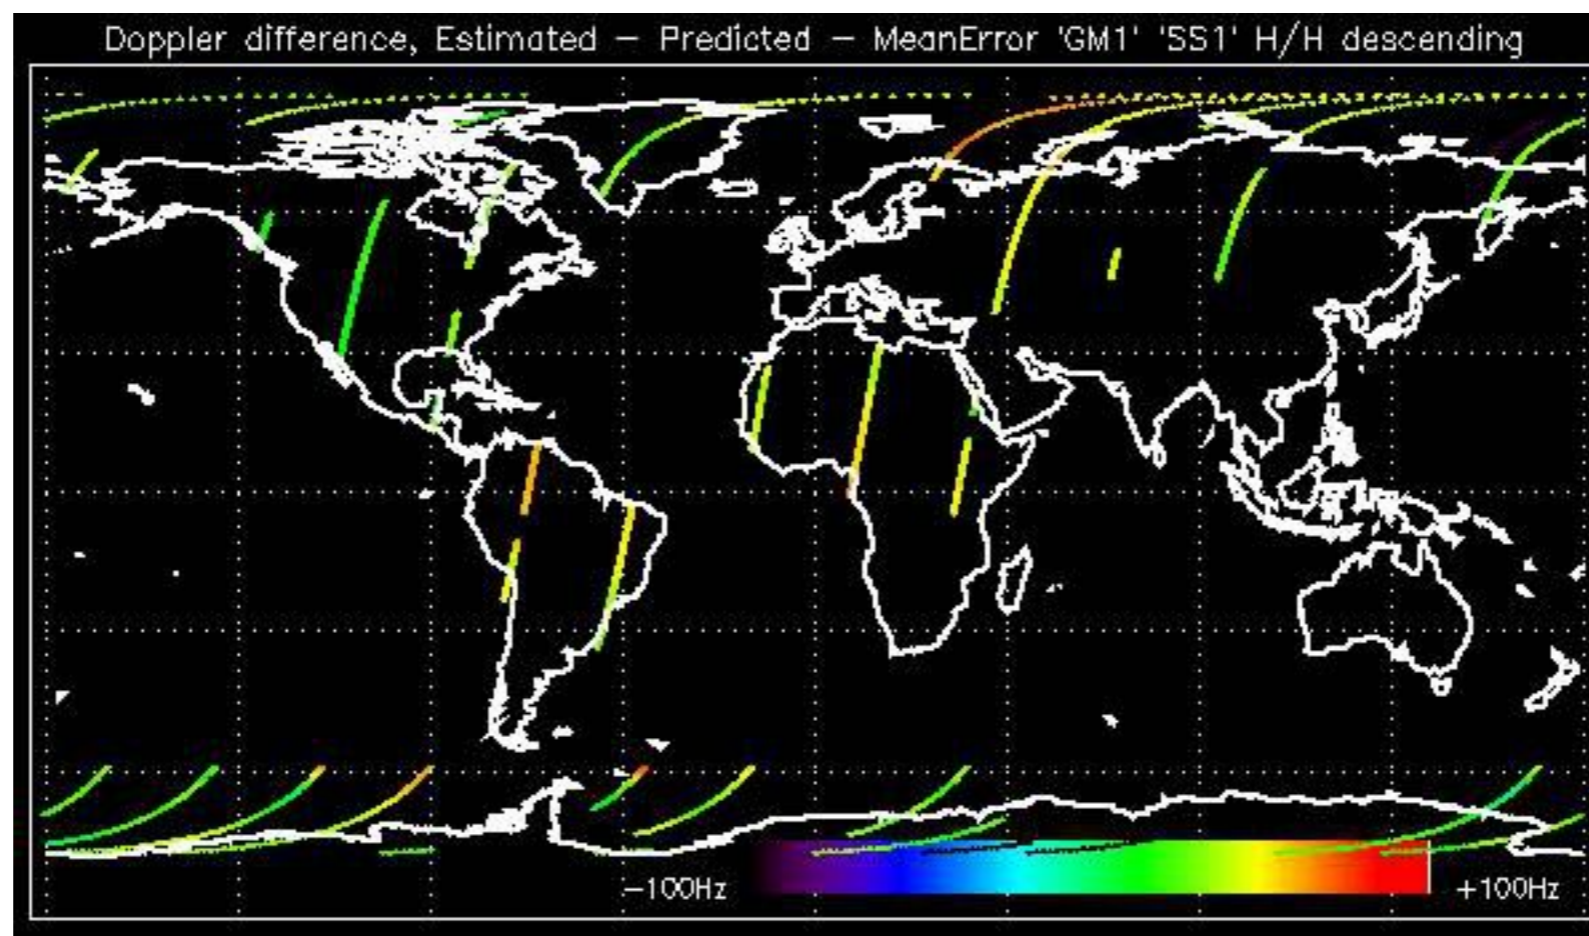 Doppler difference, Estimated – Predicted – MeanError 'GM1' 'SS1' H/H descending
−100Hz +100Hz